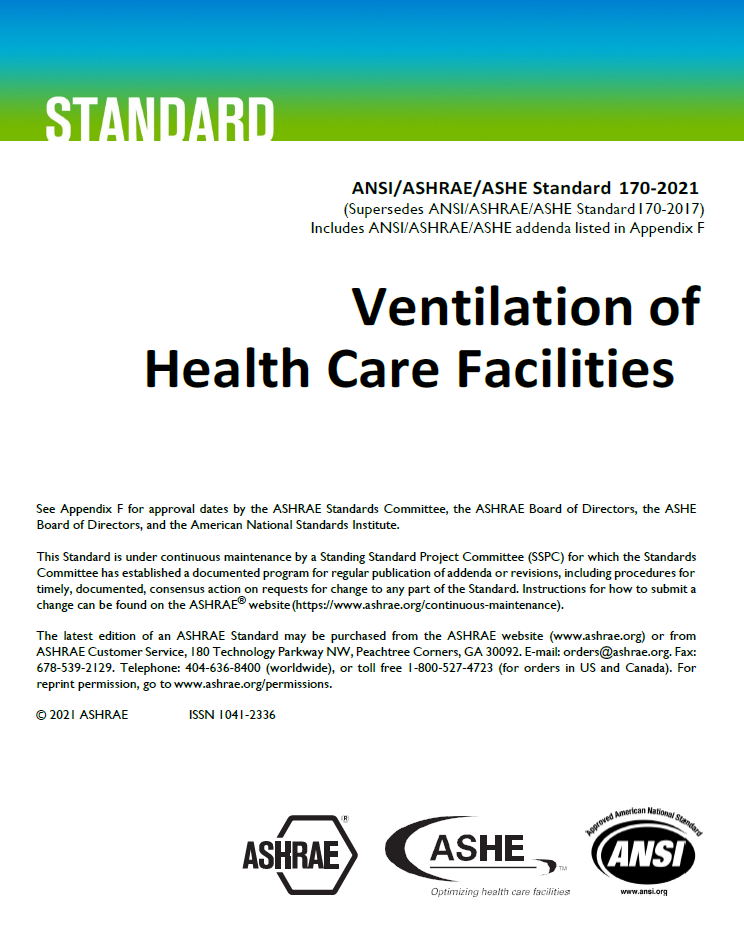 STANDARD
ANSI/ASHRAE/ASHE Standard 170-2021
(Supersedes ANSI/ASHRAE/ASHE Standard 170-2017)
Includes ANSI/ASHRAE/ASHE addenda listed in Appendix F
Ventilation of
Health Care Facilities
See Appendix F for approval dates by the ASHRAE Standards Committee, the ASHRAE Board of Directors, the ASHE
Board of Directors, and the American National Standards Institute.
This Standard is under continuous maintenance by a Standing Standard Project Committee (SSPC) for which the Standards
Committee has established a documented program for regular publication of addenda or revisions, including procedures for
timely, documented, consensus action on requests for change to any part of the Standard. Instructions for how to submit a
change can be found on the ASHRAE® website (https://www.ashrae.org/continuous-maintenance).
The latest edition of an ASHRAE Standard may be purchased from the ASHRAE website (www.ashrae.org) or from
ASHRAE Customer Service, 180 Technology Parkway NW, Peachtree Corners, GA 30092. E-mail: orders@ashrae.org. Fax:
678-539-2129. Telephone: 404-636-8400 (worldwide), or toll free 1-800-527-4723 (for orders in US and Canada). For
reprint permission, go to www.ashrae.org/permissions.
© 2021 ASHRAE ISSN 1041-2336
ASHRAE ®
ASHE ™
Optimizing health care facilities
Approved American National Standard
ANSI
www.ansi.org